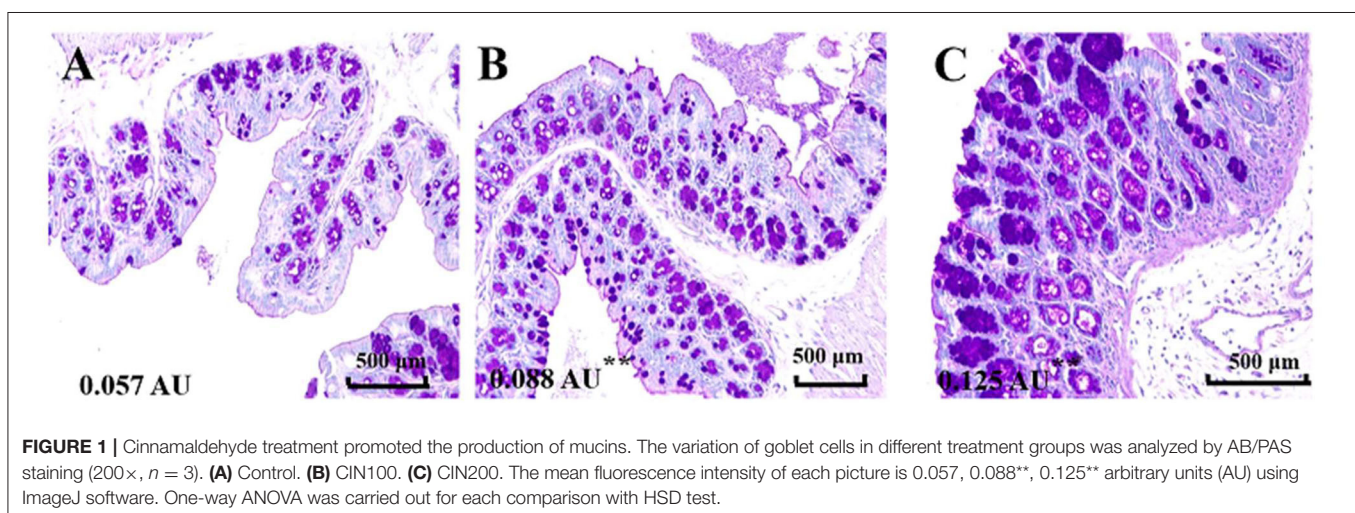 A
B
C
0.057 AU
500 µm
0.088 AU**
500 µm
0.125 AU**
500 µm
FIGURE 1 | Cinnamaldehyde treatment promoted the production of mucins. The variation of goblet cells in different treatment groups was analyzed by AB/PAS
staining (200×, n = 3). (A) Control. (B) CIN100. (C) CIN200. The mean fluorescence intensity of each picture is 0.057, 0.088**, 0.125** arbitrary units (AU) using
ImageJ software. One-way ANOVA was carried out for each comparison with HSD test.